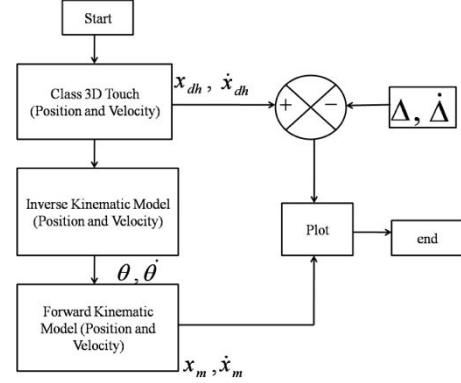 Start
Class 3D Touch
(Position and Velocity)
x_dh , ẋ_dh
+ −
Δ, Δ̇
Inverse Kinematic Model
(Position and Velocity)
Plot
end
θ, θ̇
Forward Kinematic
Model (Position and
Velocity)
x_m , ẋ_m